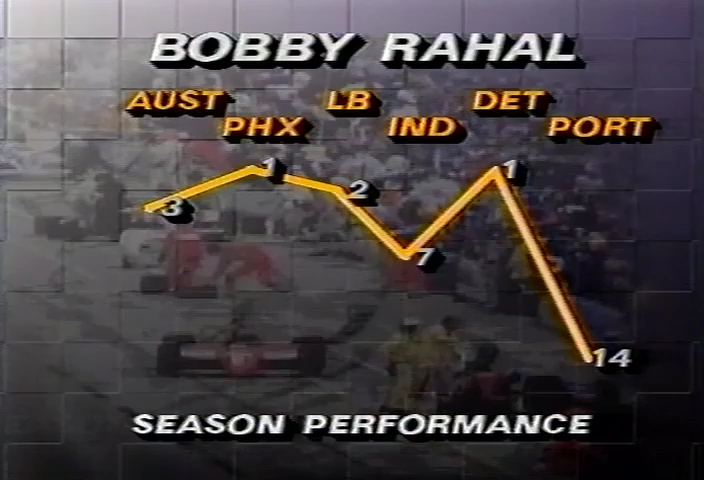 BOBBY RAHAL
AUST LB DET
PHX IND PORT
3 1 2 7 1 14
SEASON PERFORMANCE